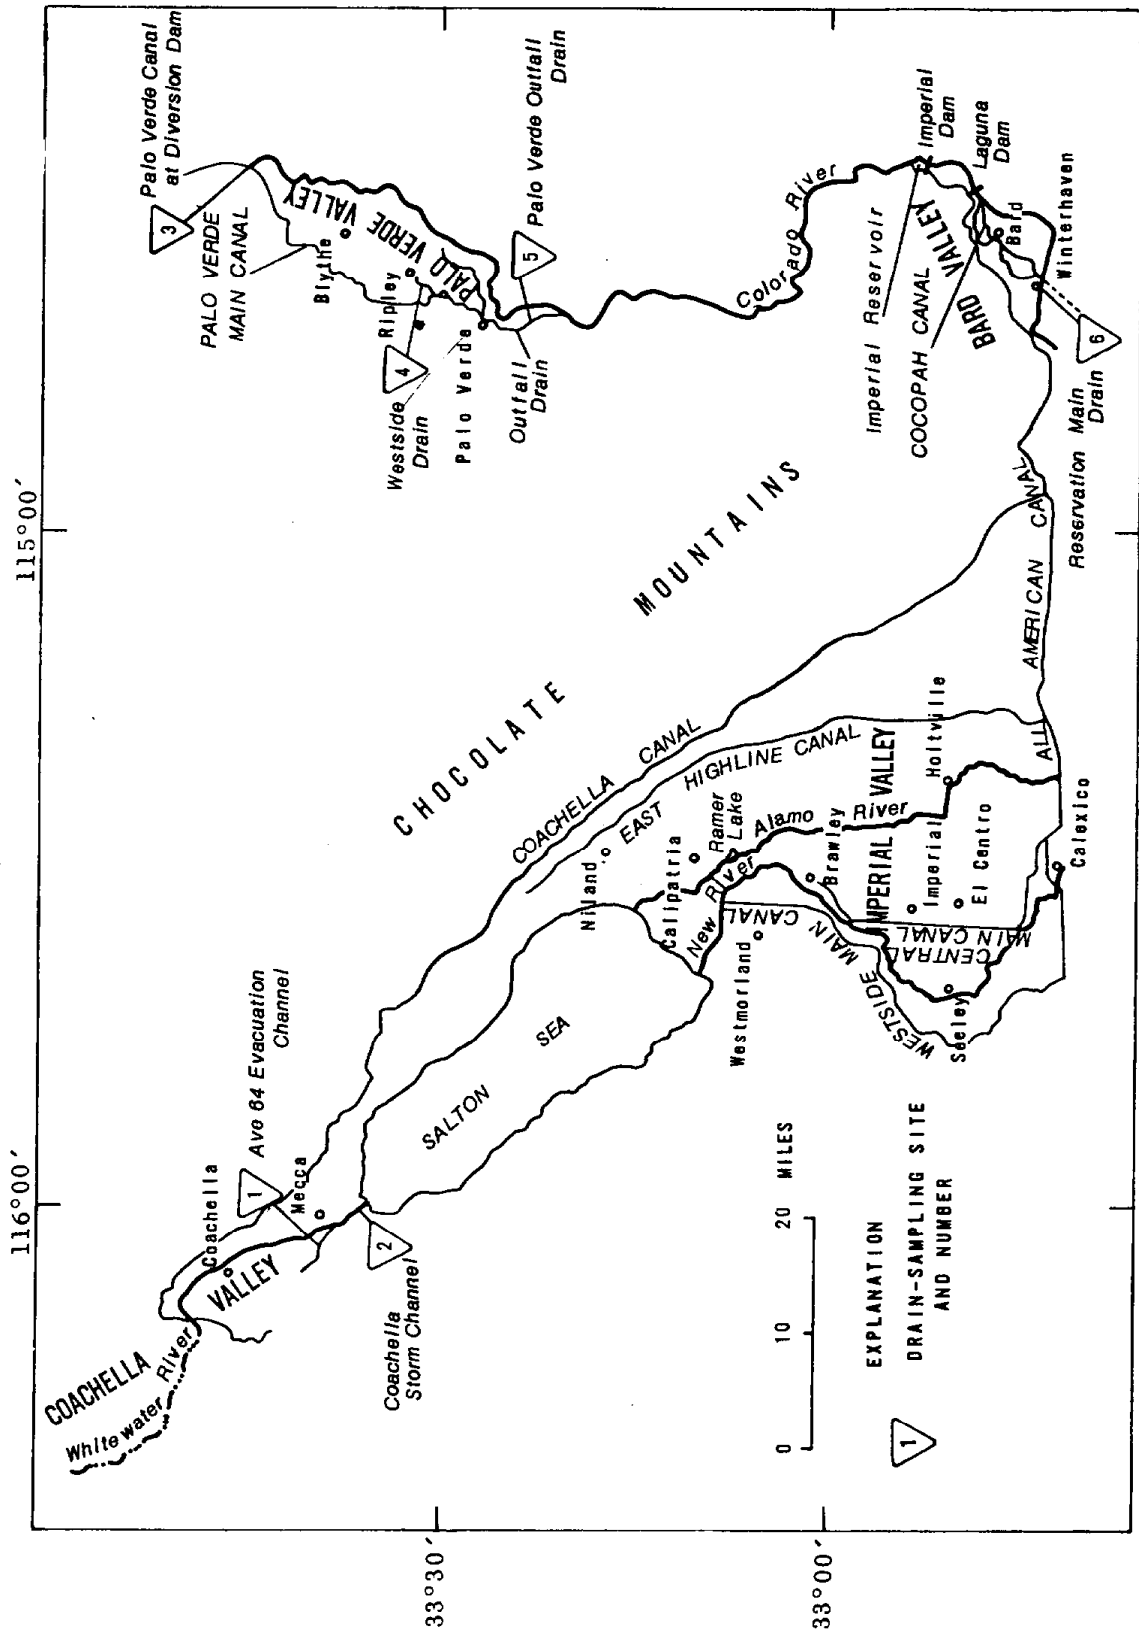 116°00′
115°00′
33°30′
33°00′
COACHELLA
VALLEY
Whitewater
River
Coachella
1
Ave 64 Evacuation
Channel
Mecca
2
Coachella
Storm Channel
SALTON
SEA
CHOCOLATE
MOUNTAINS
COACHELLA CANAL
EAST HIGHLINE CANAL
Niland
Calipatria
Ramer
Lake
Alamo River
New River
Westmorland
Brawley
IMPERIAL VALLEY
WESTSIDE MAIN CANAL
CENTRAL
MAIN CANAL
Imperial
Holtville
El Centro
Seeley
Calexico
ALL AMERICAN CANAL
3
Palo Verde Canal
at Diversion Dam
PALO VERDE
MAIN CANAL
Blythe
PALO VERDE VALLEY
Ripley
4
Westside
Drain
Palo Verde
Outfall
Drain
5
Palo Verde Outfall
Drain
Colorado River
Imperial Reservoir
Imperial
Dam
Laguna
Dam
COCOPAH CANAL
BARD VALLEY
Bard
Winterhaven
6
Reservation Main
Drain
0 10 20 MILES
EXPLANATION
1
DRAIN-SAMPLING SITE
AND NUMBER